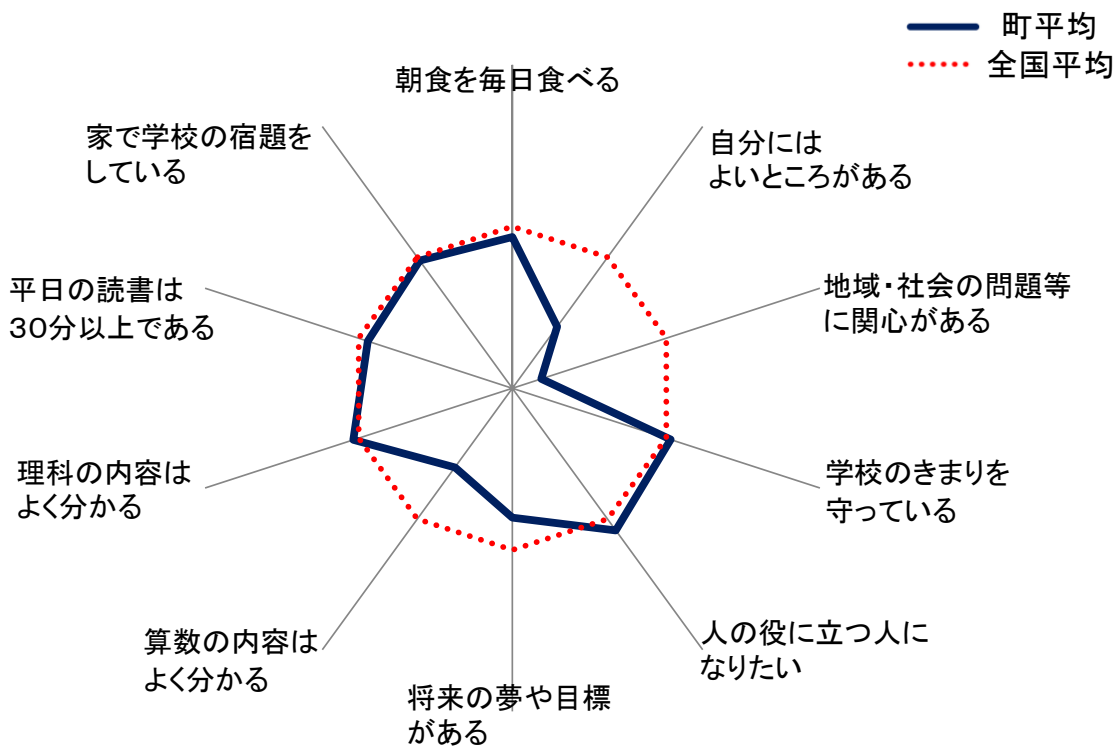 町平均
全国平均
朝食を毎日食べる
自分には
よいところがある
地域・社会の問題等
に関心がある
学校のきまりを
守っている
人の役に立つ人に
なりたい
将来の夢や目標
がある
算数の内容は
よく分かる
理科の内容は
よく分かる
平日の読書は
30分以上である
家で学校の宿題を
している